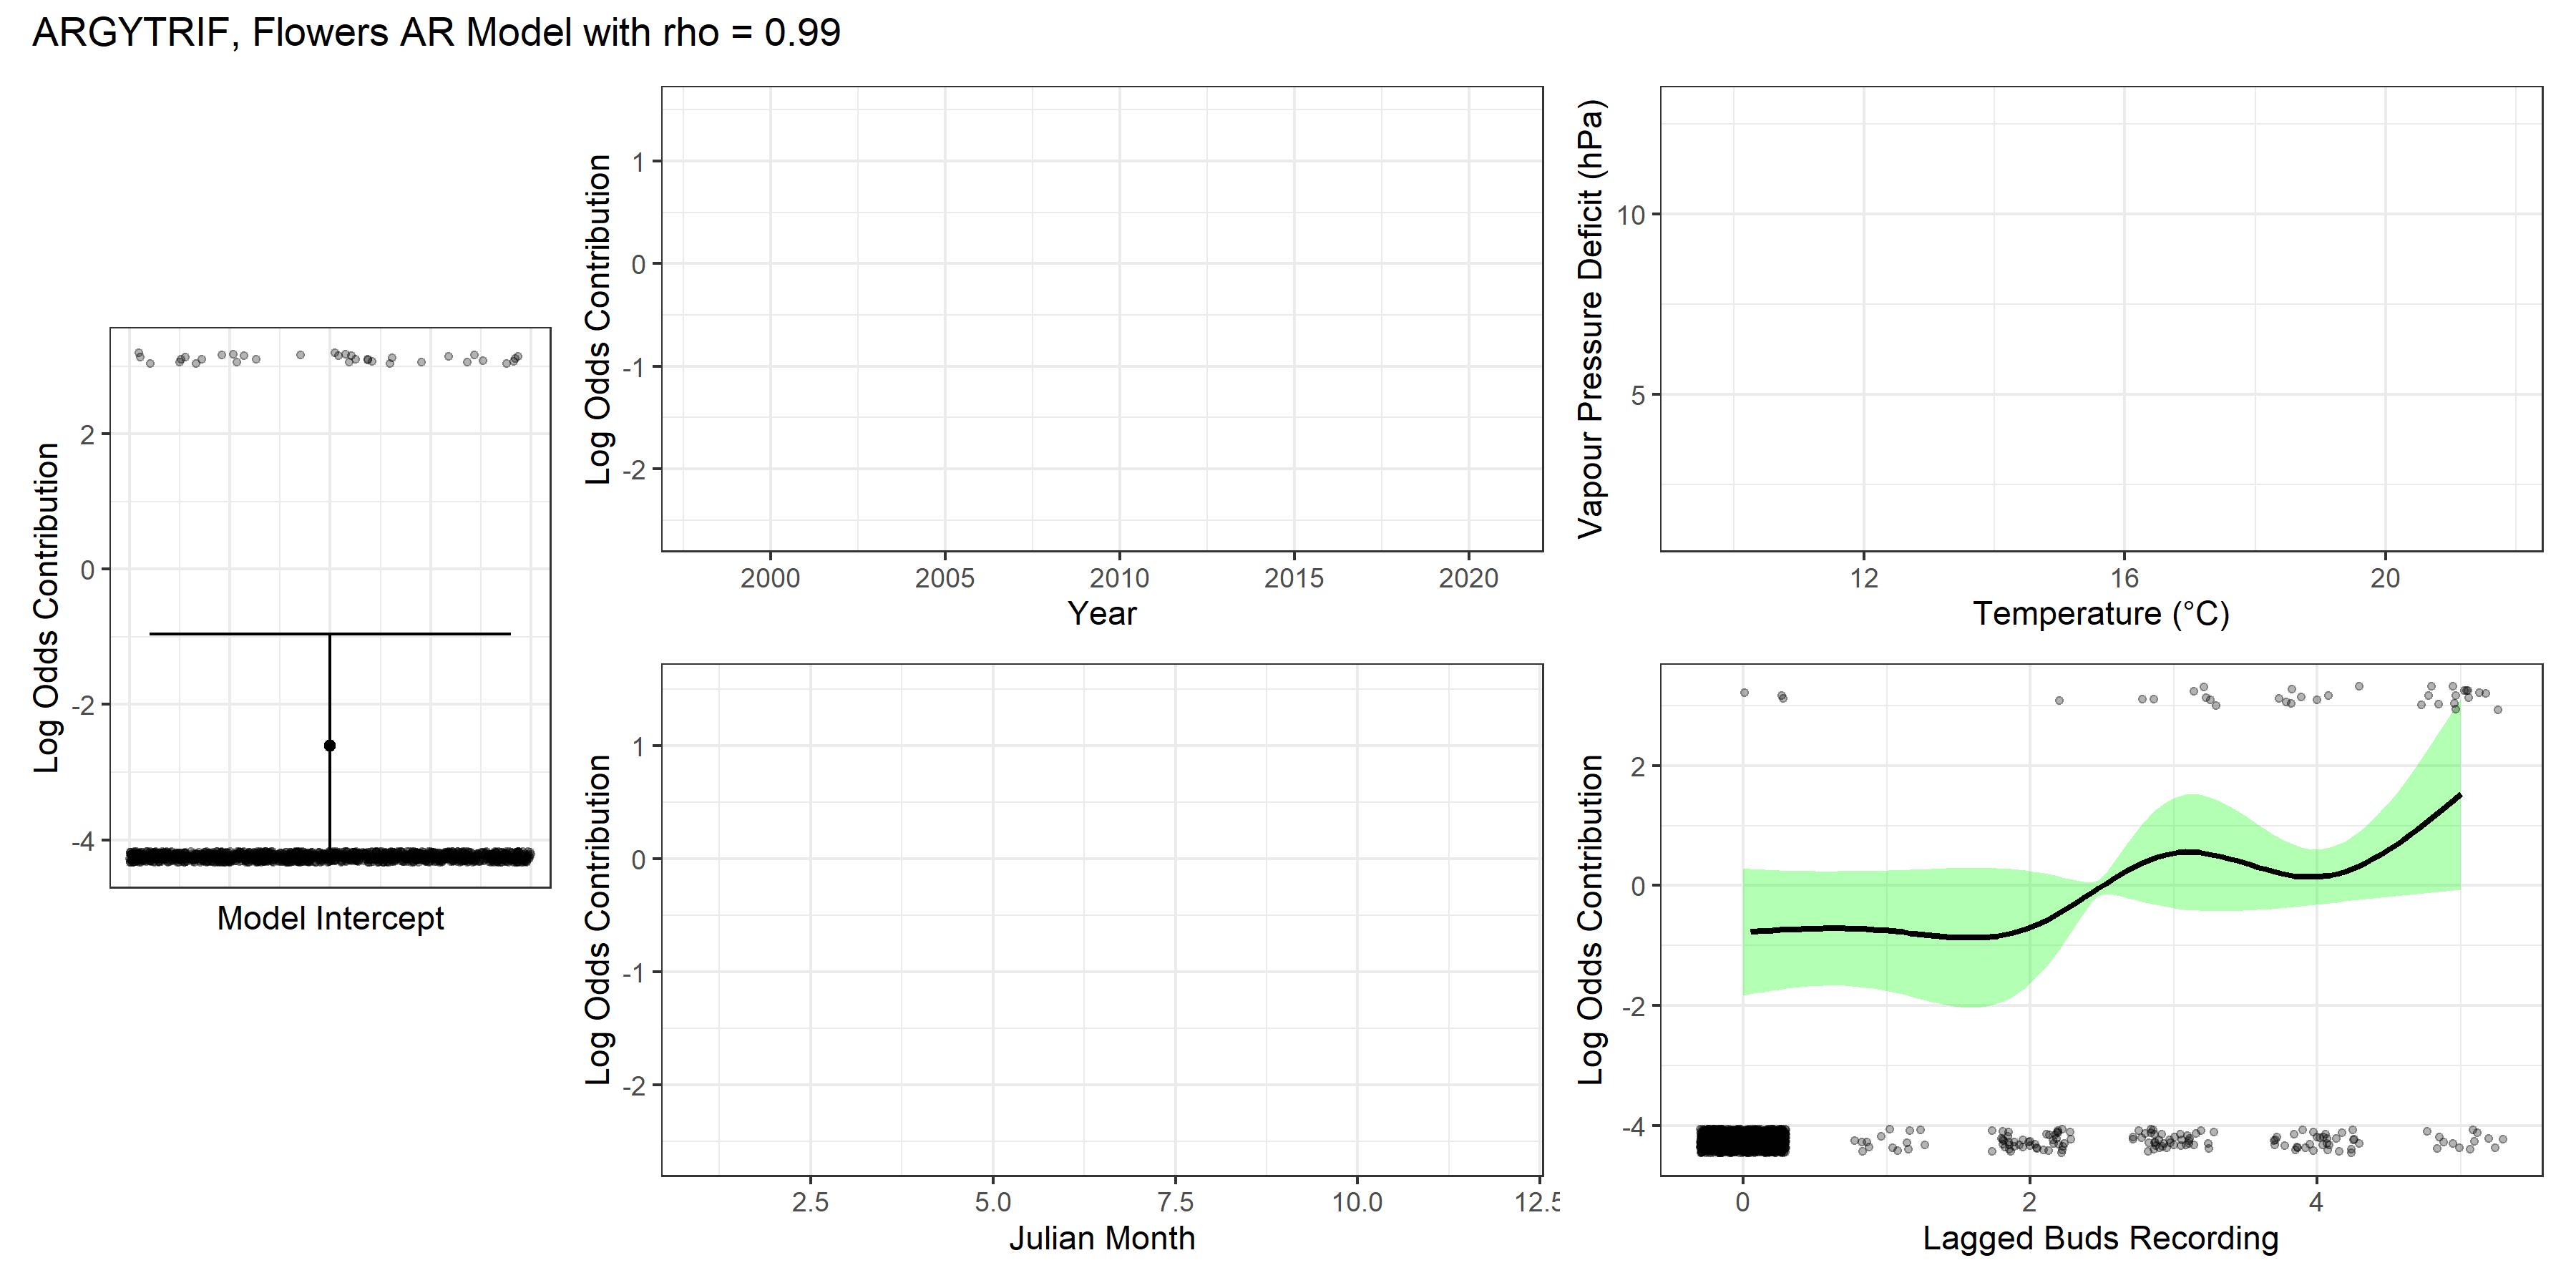 ARGYTRIF, Flowers AR Model with rho = 0.99
Log Odds Contribution
2
0
-2
-4
Model Intercept
Log Odds Contribution
1
0
-1
-2
2000 2005 2010 2015 2020
Year
Vapour Pressure Deficit (hPa)
10
5
12 16 20
Temperature (°C)
Log Odds Contribution
1
0
-1
-2
2.5 5.0 7.5 10.0 12.5
Julian Month
Log Odds Contribution
2
0
-2
-4
0 2 4
Lagged Buds Recording